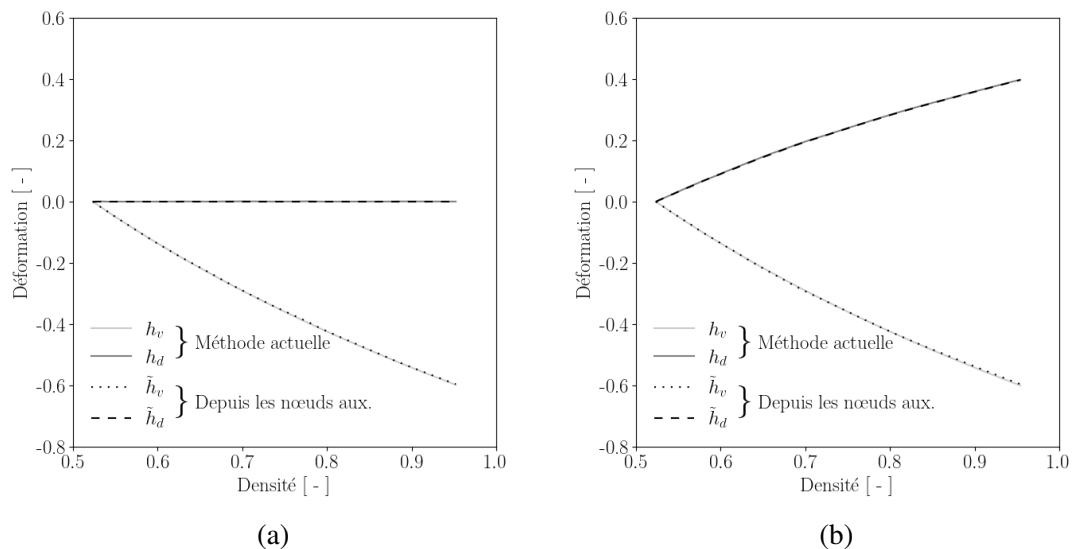 0.6
0.4
0.2
0.0
-0.2
-0.4
-0.6
-0.8
Déformation [ - ]
h_v
h_d
Méthode actuelle
h̃_v
h̃_d
Depuis les nœuds aux.
0.5 0.6 0.7 0.8 0.9 1.0
Densité [ - ]
(a)
0.6
0.4
0.2
0.0
-0.2
-0.4
-0.6
-0.8
Déformation [ - ]
h_v
h_d
Méthode actuelle
h̃_v
h̃_d
Depuis les nœuds aux.
0.5 0.6 0.7 0.8 0.9 1.0
Densité [ - ]
(b)